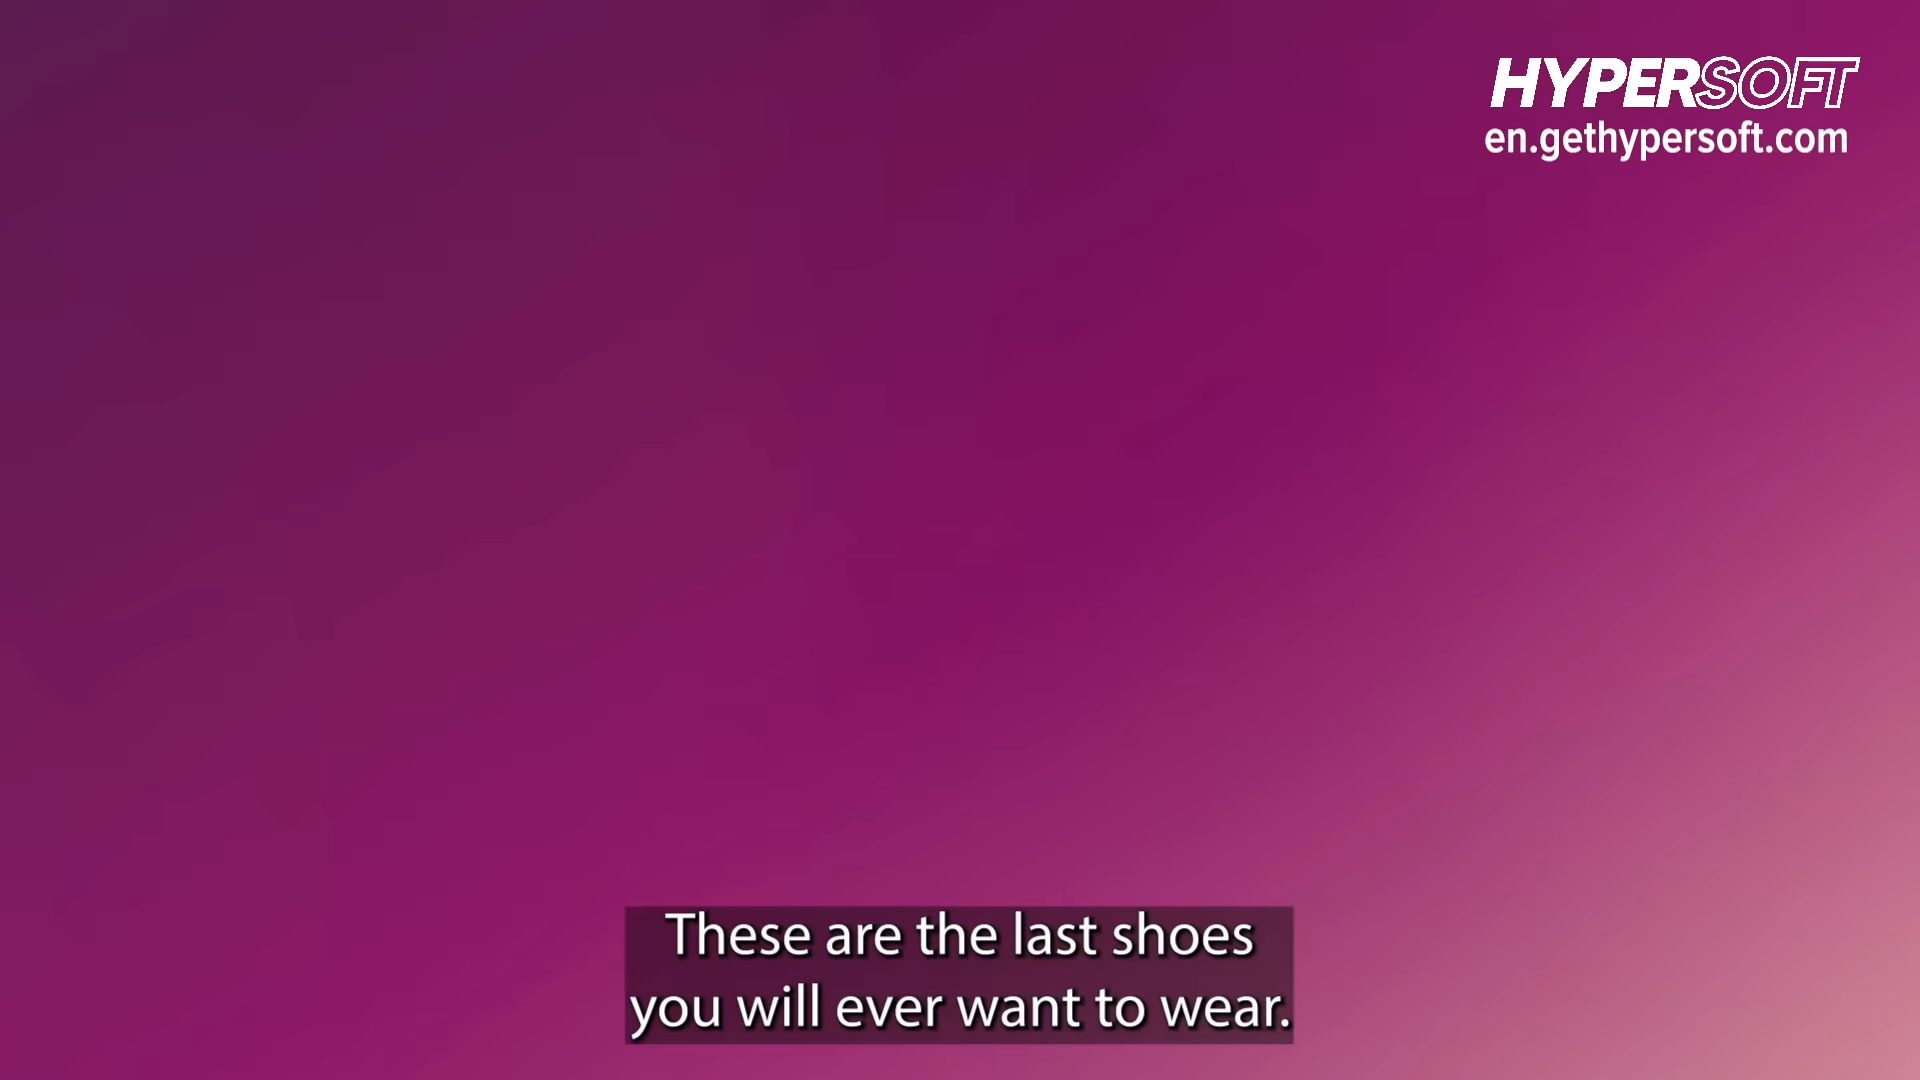 HYPERSOFT
en.gethypersoft.com
These are the last shoes
you will ever want to wear.